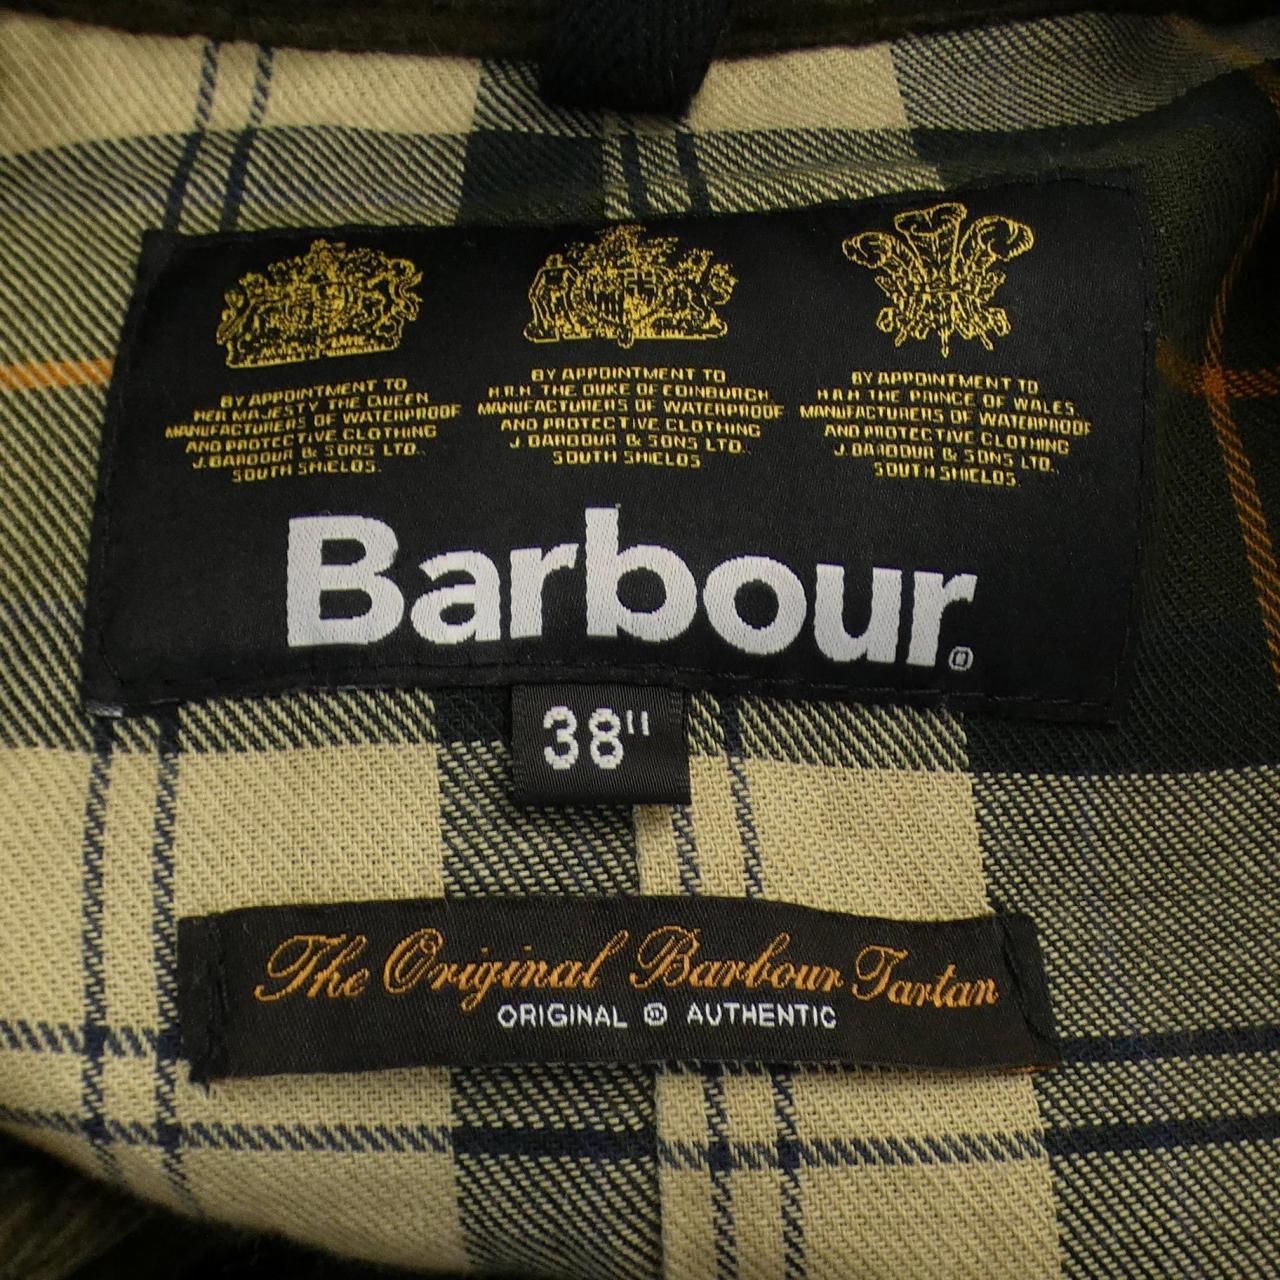 BY APPOINTMENT TO
HER MAJESTY THE QUEEN
MANUFACTURERS OF WATERPROOF
AND PROTECTIVE CLOTHING
J. BARBOUR & SONS LTD.
SOUTH SHIELDS.
BY APPOINTMENT TO
H.R.H. THE DUKE OF EDINBURGH
MANUFACTURERS OF WATERPROOF
AND PROTECTIVE CLOTHING
J. BARBOUR & SONS LTD.
SOUTH SHIELDS
BY APPOINTMENT TO
H.R.H THE PRINCE OF WALES
MANUFACTURERS OF WATERPROOF
AND PROTECTIVE CLOTHING
J. BARBOUR & SONS LTD.
SOUTH SHIELDS.
Barbour®
38"
The Original Barbour Tartan
ORIGINAL AUTHENTIC